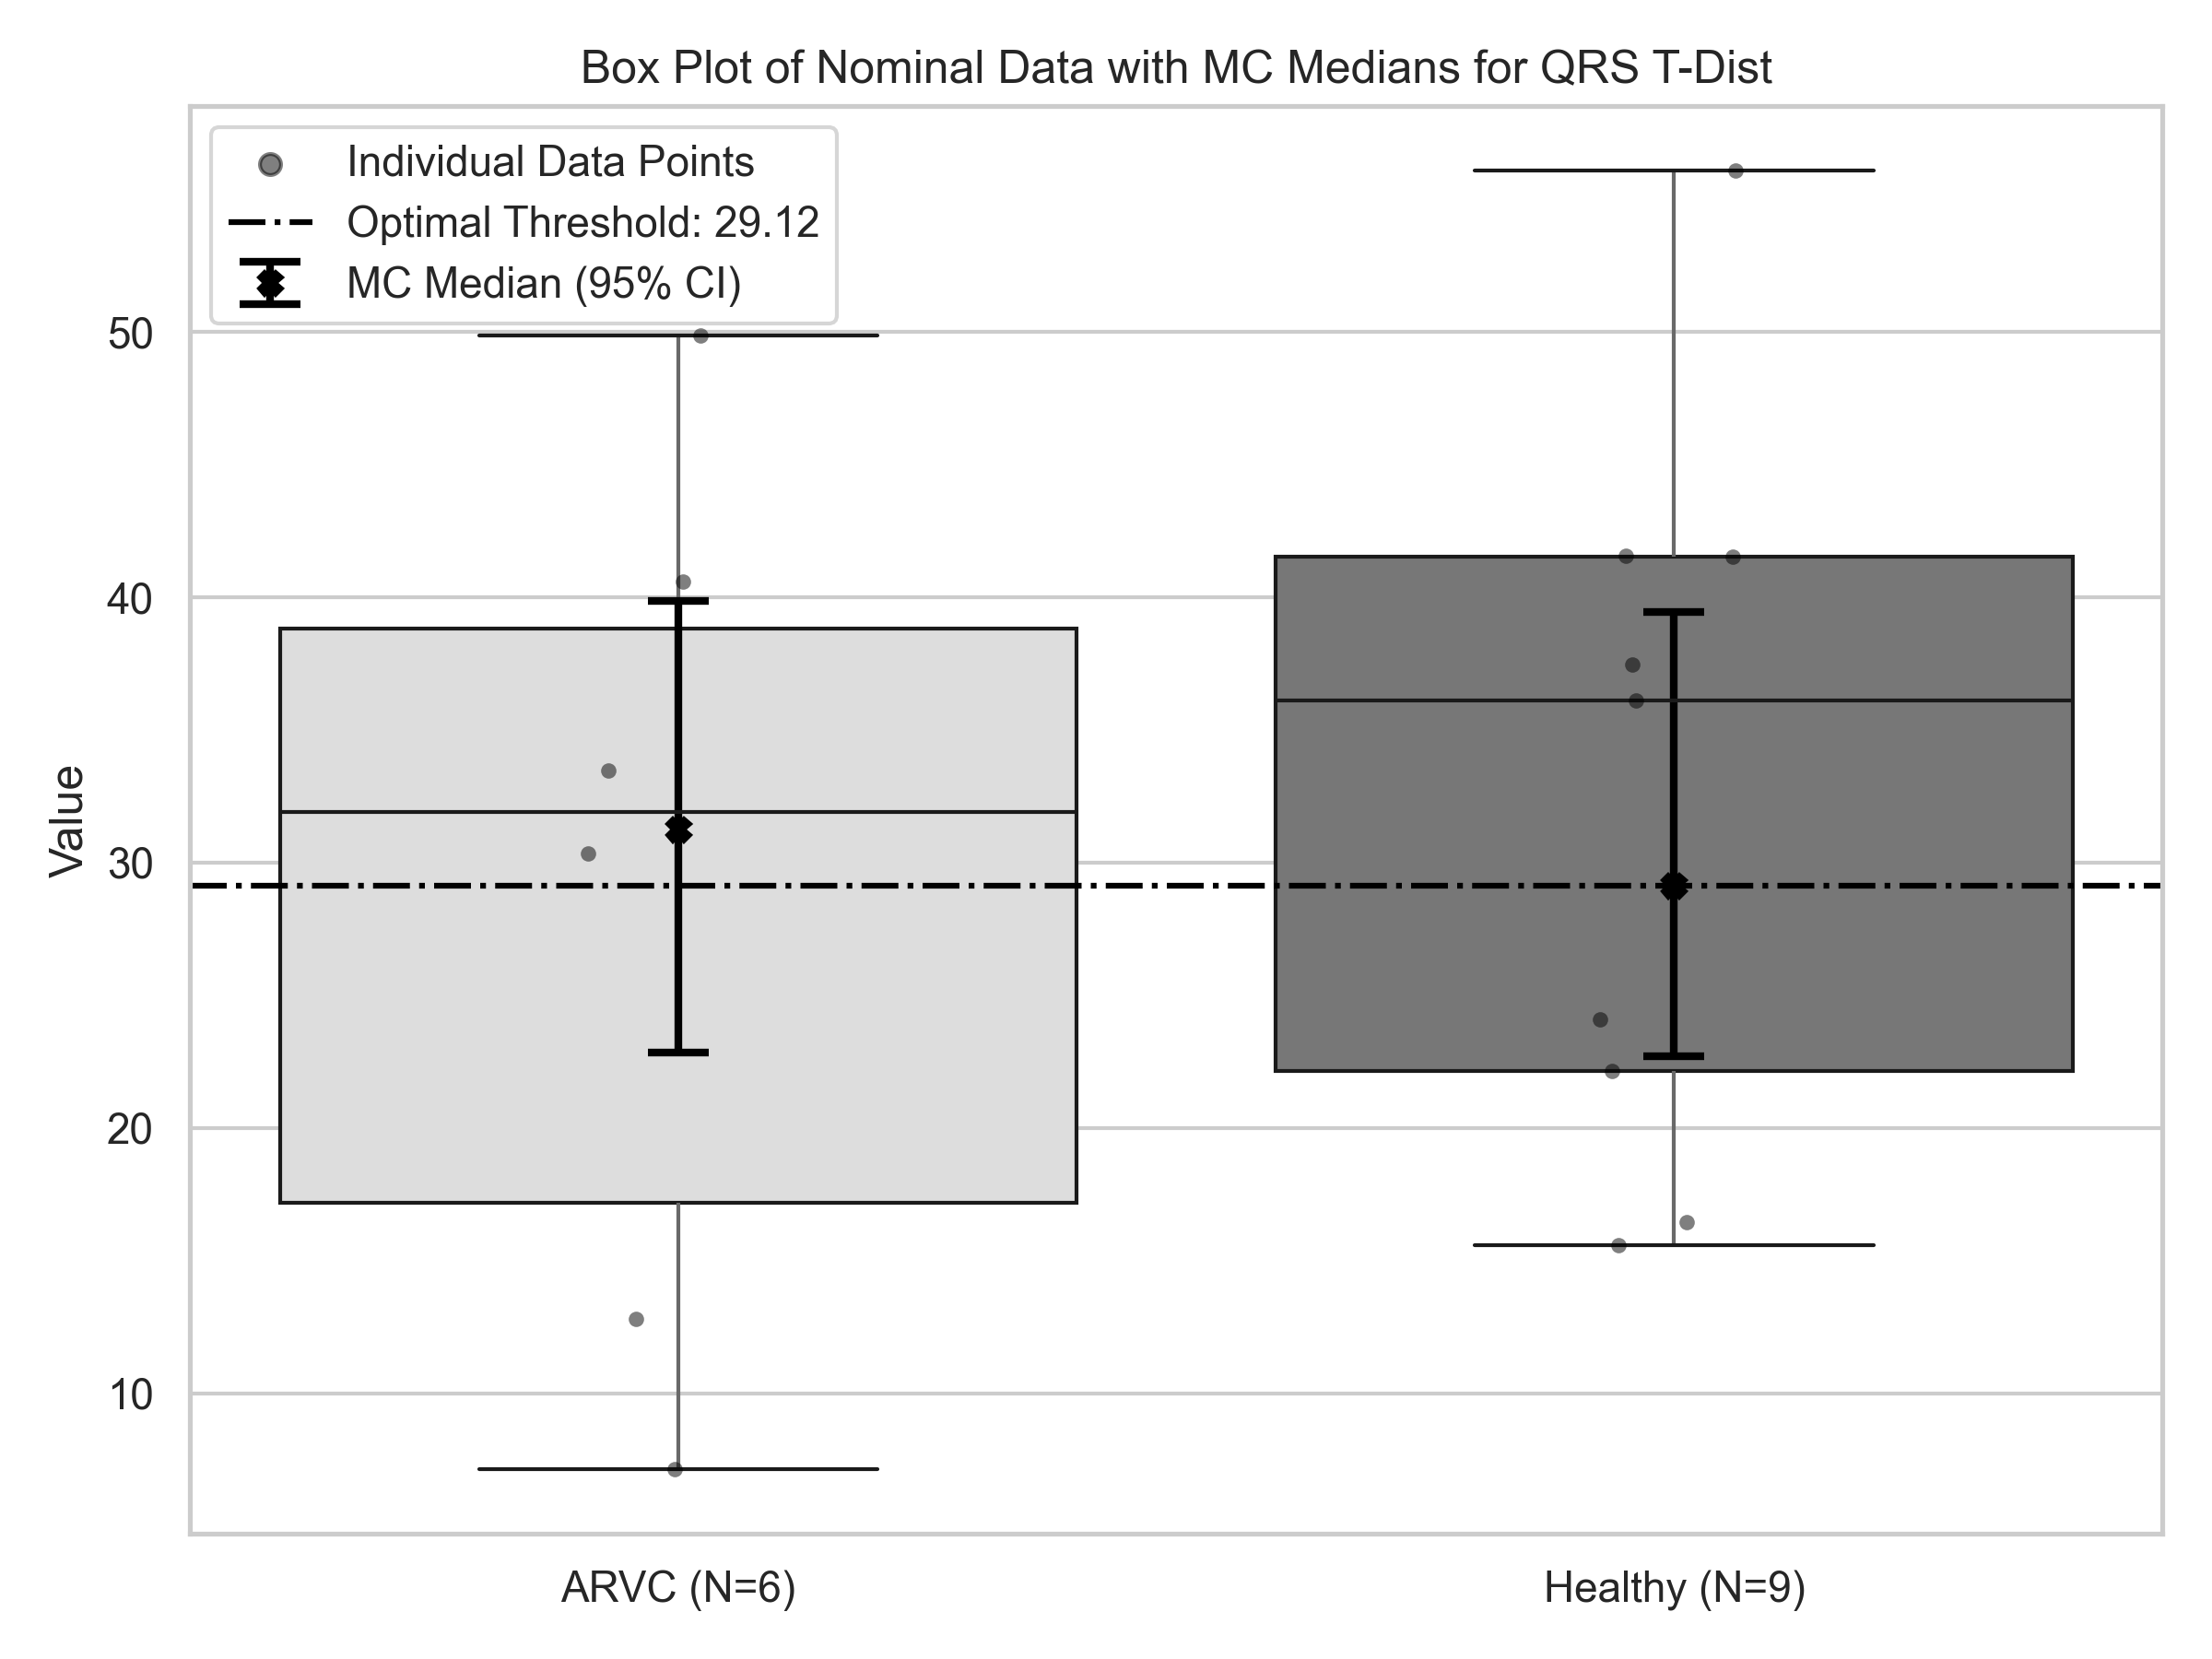 Box Plot of Nominal Data with MC Medians for QRS T-Dist
Individual Data Points
Optimal Threshold: 29.12
MC Median (95% CI)
50
40
30
20
10
Value
ARVC (N=6)
Healthy (N=9)